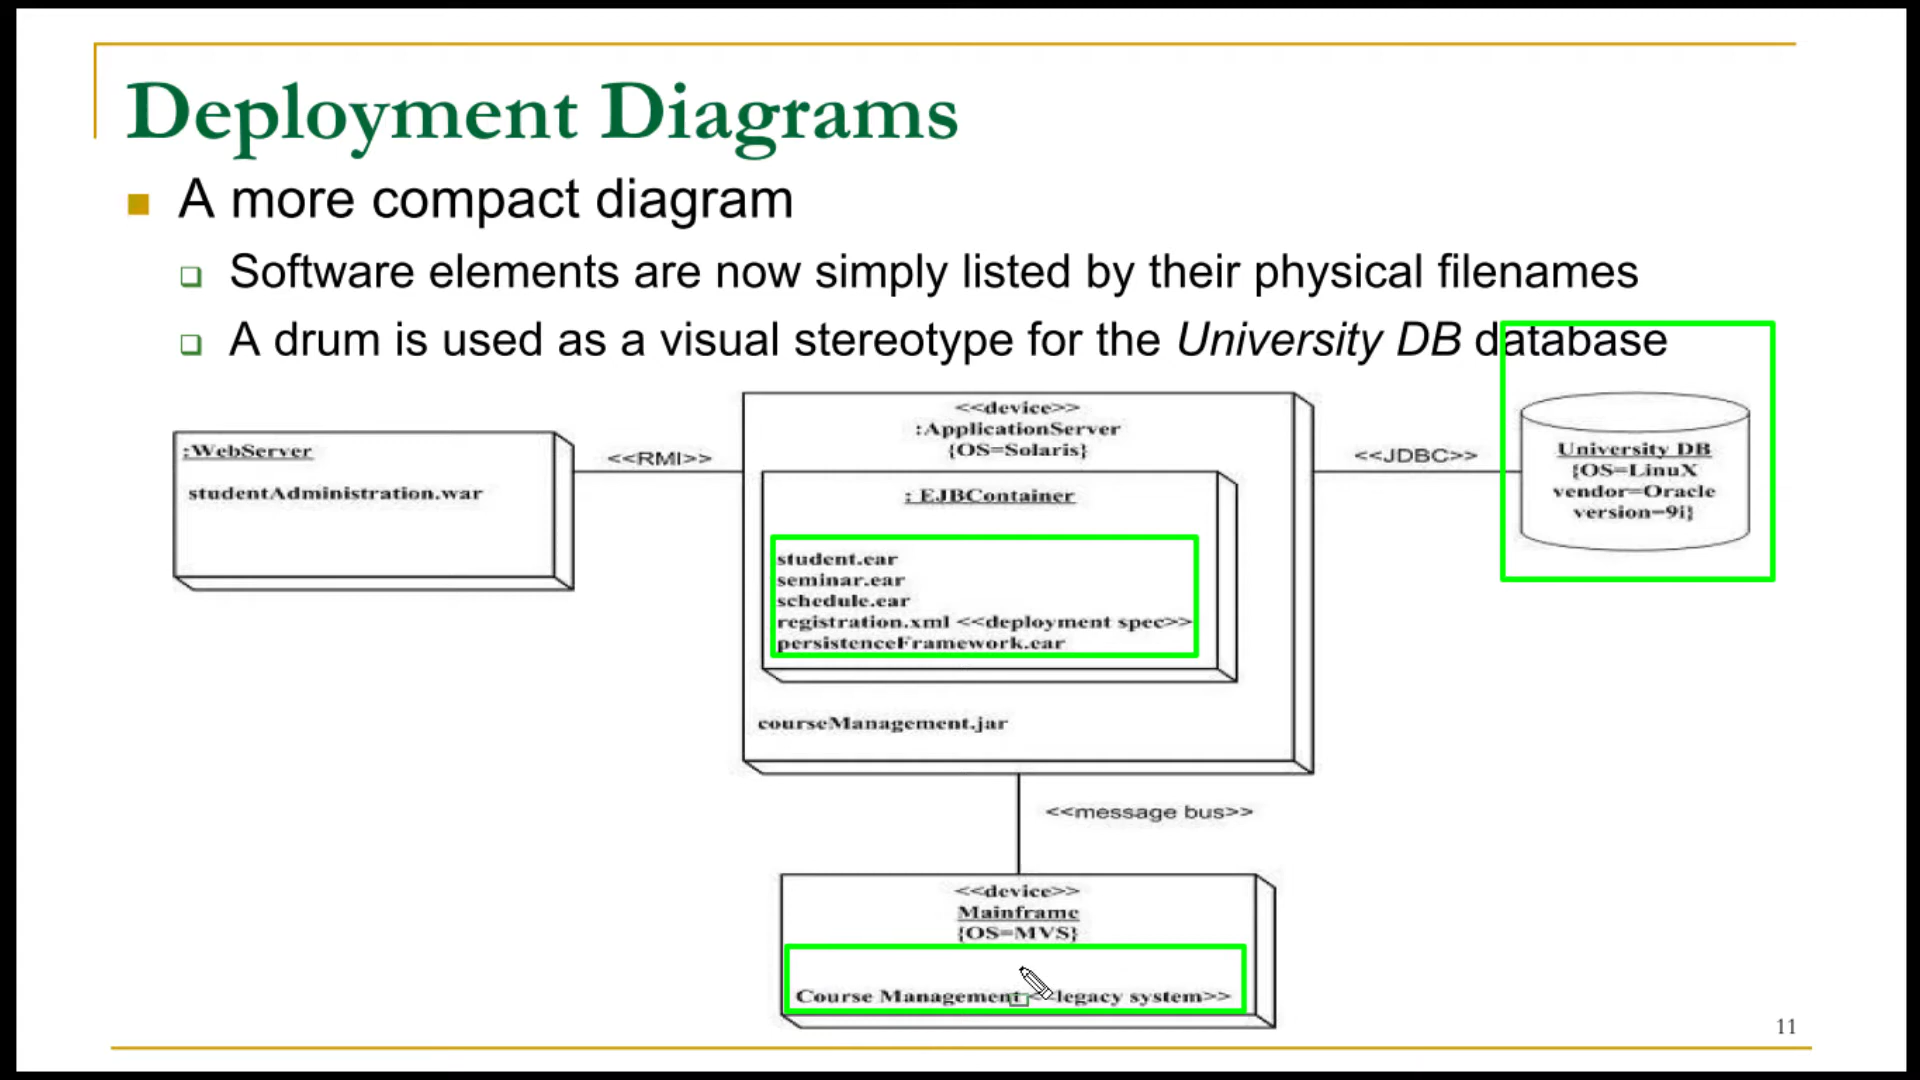 Deployment Diagrams
A more compact diagram
Software elements are now simply listed by their physical filenames
A drum is used as a visual stereotype for the University DB database
:WebServer
studentAdministration.war
<<RMI>>
<<device>>
:ApplicationServer
{OS=Solaris}
: EJBContainer
student.ear
seminar.ear
schedule.ear
registration.xml <<deployment spec>>
persistenceFramework.ear
courseManagement.jar
<<JDBC>>
University DB
{OS=LinuX
vendor=Oracle
version=9i}
<<message bus>>
<<device>>
Mainframe
{OS=MVS}
Course Management <<legacy system>>
11